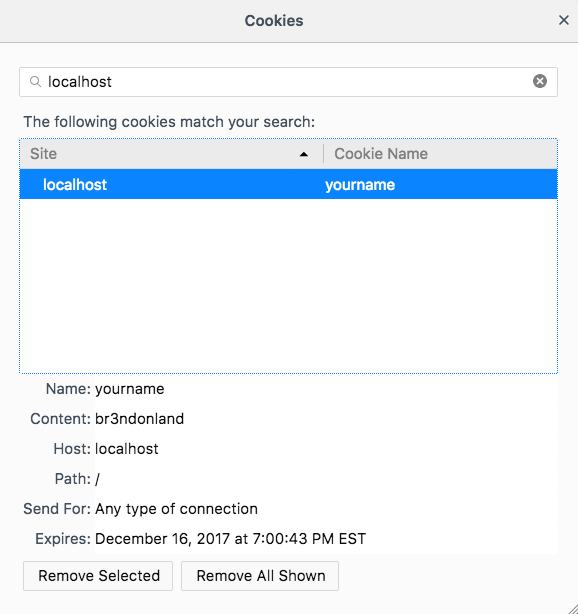 Cookies
localhost
The following cookies match your search:
Site Cookie Name
localhost yourname
Name: yourname
Content: br3ndonland
Host: localhost
Path: /
Send For: Any type of connection
Expires: December 16, 2017 at 7:00:43 PM EST
Remove Selected Remove All Shown